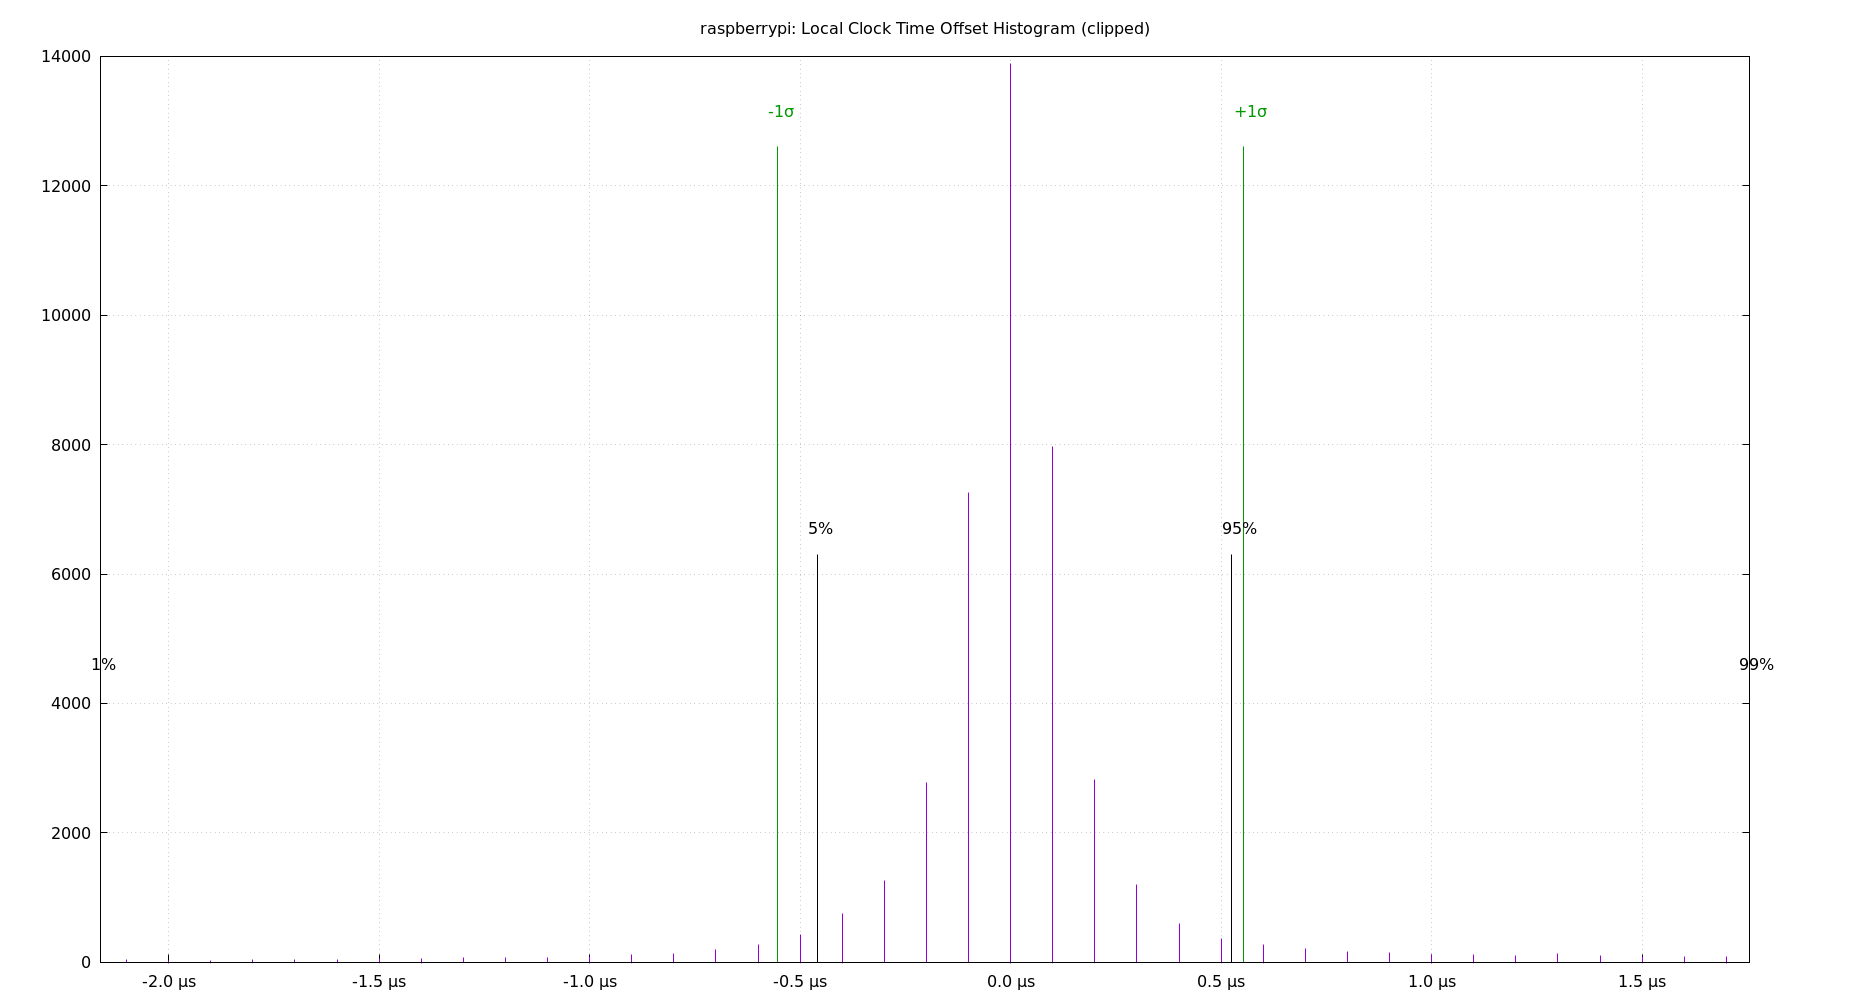 raspberrypi: Local Clock Time Offset Histogram (clipped)
14000
-1σ
+1σ
12000
10000
8000
5%
95%
6000
1%
99%
4000
2000
0
-2.0 µs
-1.5 µs
-1.0 µs
-0.5 µs
0.0 µs
0.5 µs
1.0 µs
1.5 µs